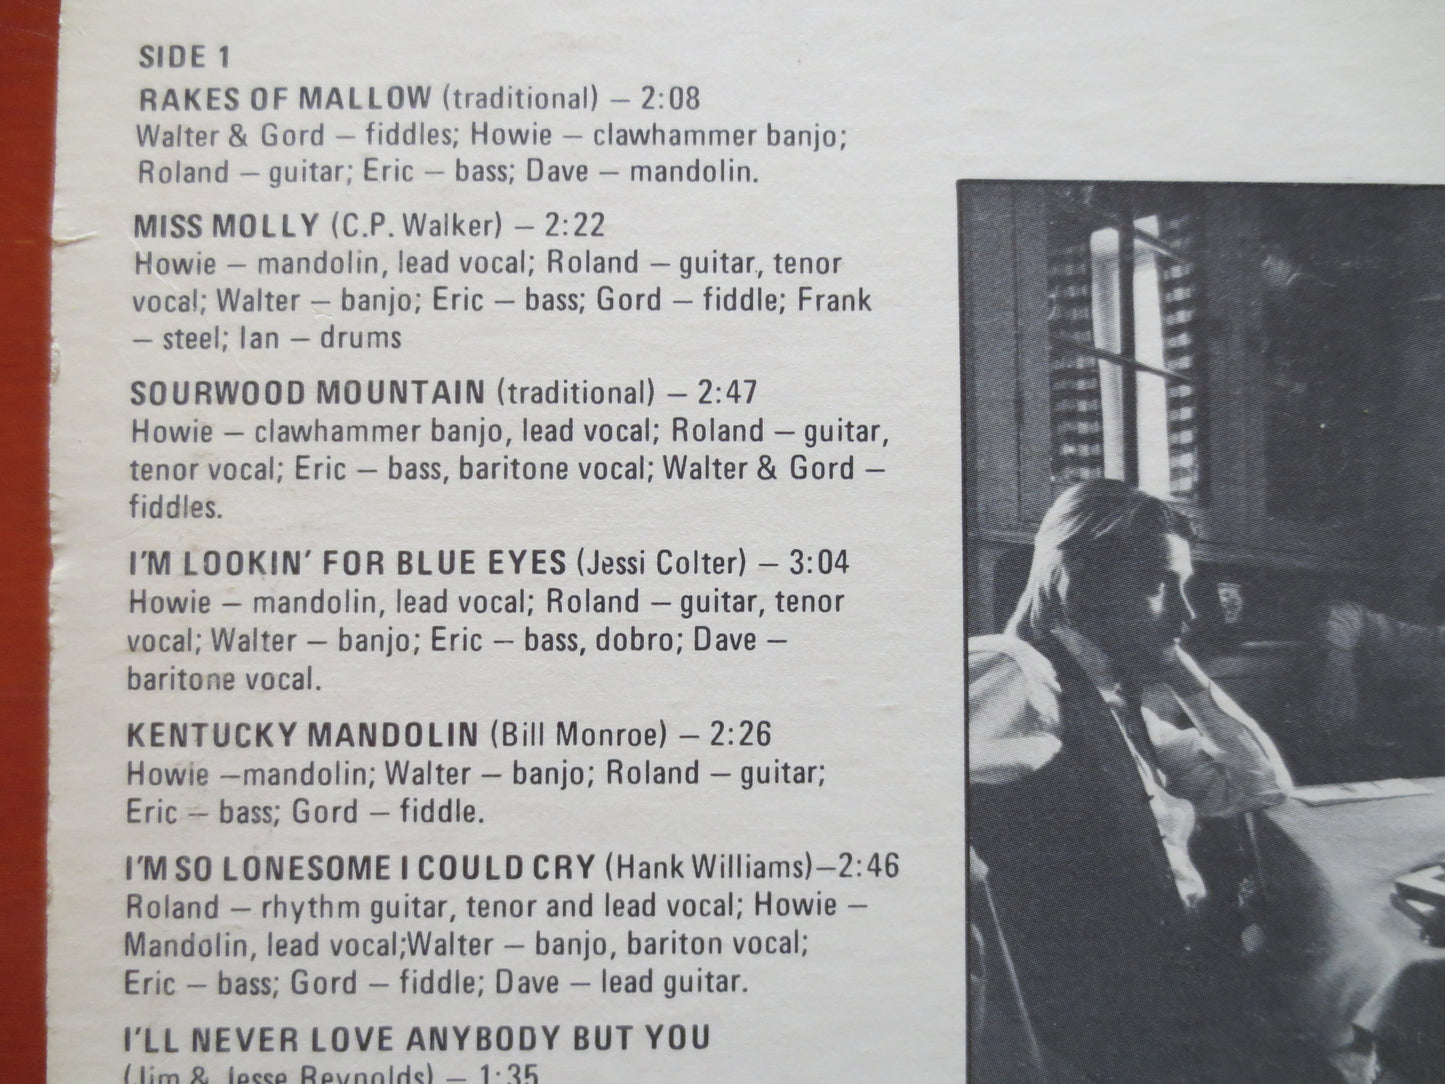 SIDE 1
RAKES OF MALLOW (traditional) – 2:08
Walter & Gord – fiddles; Howie – clawhammer banjo;
Roland – guitar; Eric – bass; Dave – mandolin.
MISS MOLLY (C.P. Walker) – 2:22
Howie – mandolin, lead vocal; Roland – guitar, tenor
vocal; Walter – banjo; Eric – bass; Gord – fiddle; Frank
– steel; Ian – drums
SOURWOOD MOUNTAIN (traditional) – 2:47
Howie – clawhammer banjo, lead vocal; Roland – guitar,
tenor vocal; Eric – bass, baritone vocal; Walter & Gord –
fiddles.
I'M LOOKIN' FOR BLUE EYES (Jessi Colter) – 3:04
Howie – mandolin, lead vocal; Roland – guitar, tenor
vocal; Walter – banjo; Eric – bass, dobro; Dave –
baritone vocal.
KENTUCKY MANDOLIN (Bill Monroe) – 2:26
Howie –mandolin; Walter – banjo; Roland – guitar;
Eric – bass; Gord – fiddle.
I'M SO LONESOME I COULD CRY (Hank Williams)–2:46
Roland – rhythm guitar, tenor and lead vocal; Howie –
Mandolin, lead vocal;Walter – banjo, bariton vocal;
Eric – bass; Gord – fiddle; Dave – lead guitar.
I'LL NEVER LOVE ANYBODY BUT YOU
(Jim & Jesse Reynolds) – 1:35